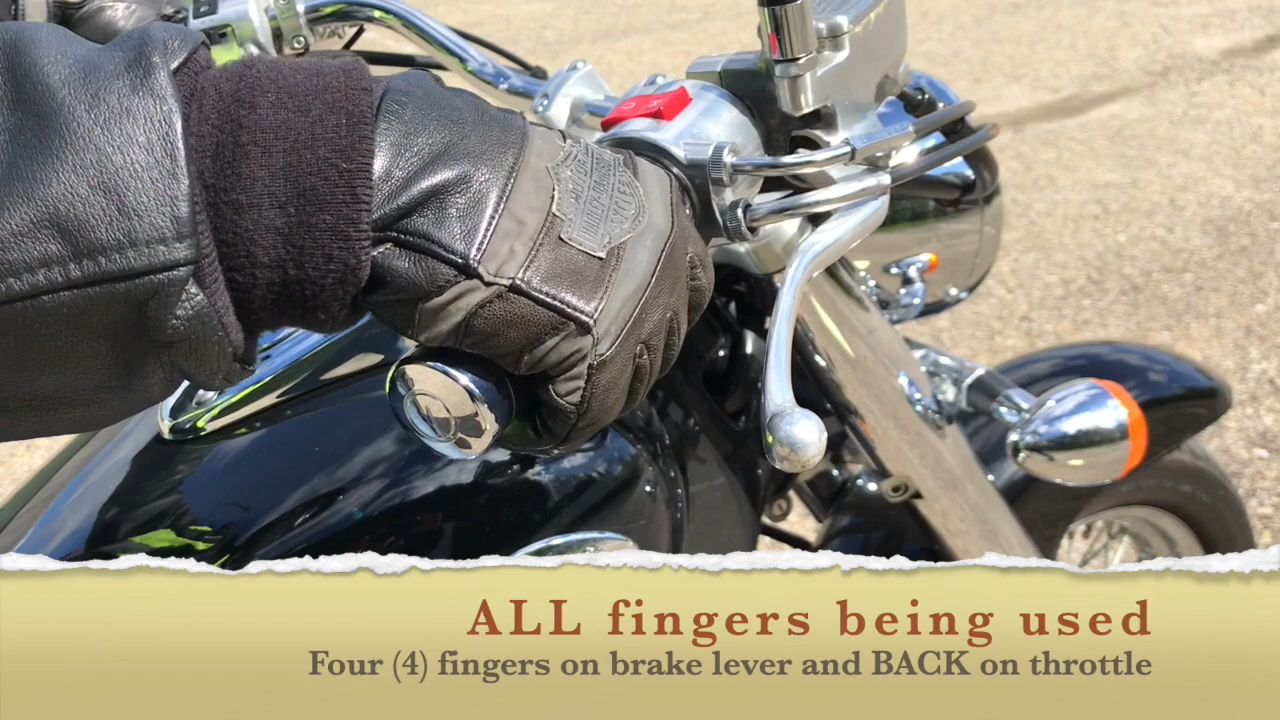 ALL fingers being used
Four (4) fingers on brake lever and BACK on throttle